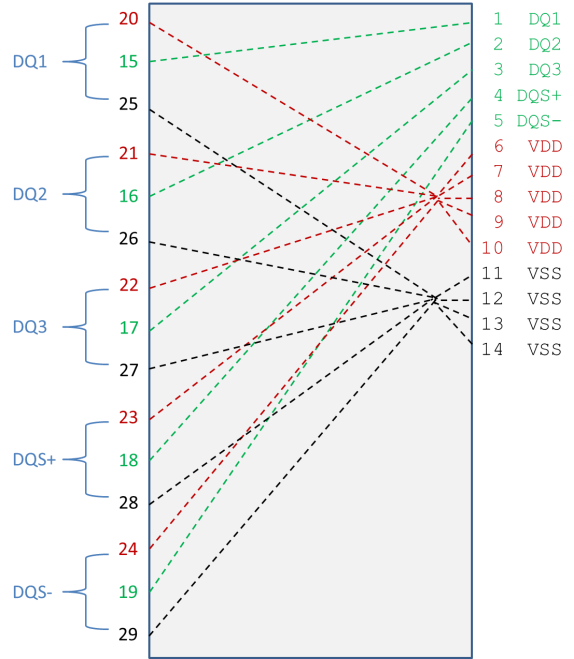 20
DQ1
15
25
21
DQ2
16
26
22
DQ3
17
27
23
DQS+
18
28
24
DQS-
19
29
1 DQ1
2 DQ2
3 DQ3
4 DQS+
5 DQS-
6 VDD
7 VDD
8 VDD
9 VDD
10 VDD
11 VSS
12 VSS
13 VSS
14 VSS